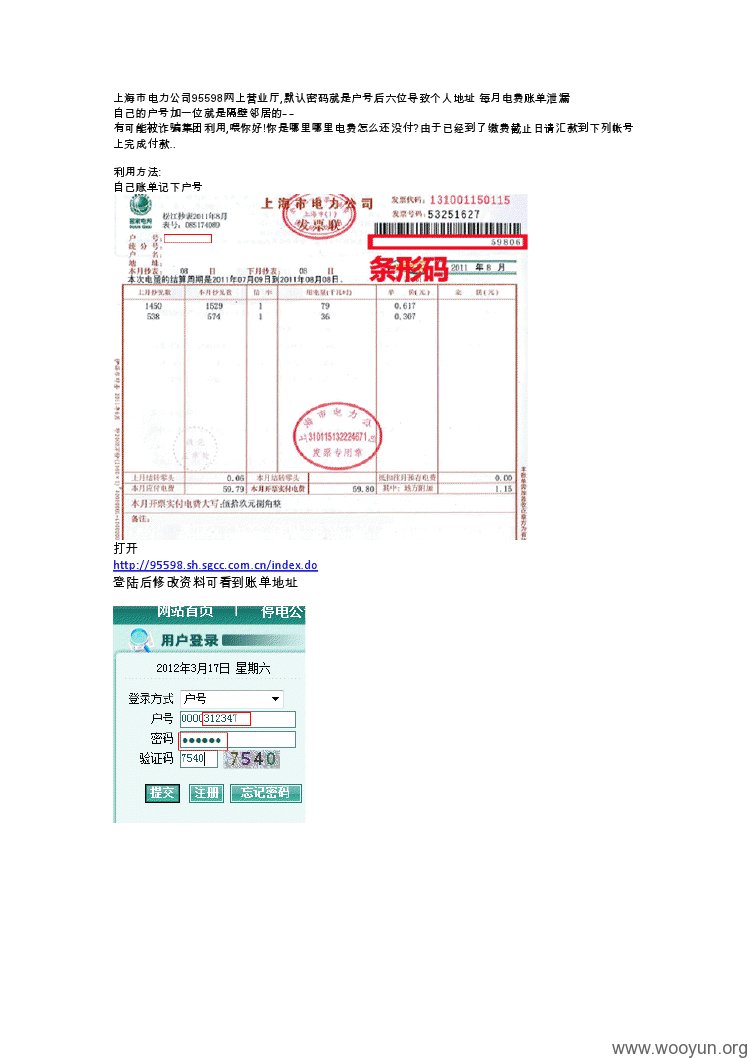 上海市电力公司95598网上营业厅,默认密码就是户号后六位导致个人地址 每月电费账单泄漏
自己的户号加一位就是隔壁邻居的--
有可能被诈骗集团利用,喂你好!你是哪里哪里电费怎么还没付?由于已经到了缴费截止日请汇款到下列帐号
上完成付款..
利用方法:
自己账单记下户号
上海市电力公司
发票联
发票代码: 131001150115
发票号码: 53251627
松江抄表2011年8月
表号: 085174089
59806
户 号:
统 分 号:
户 名:
地 址:
条形码
2011 年 8 月
本月抄表: 08 日 下月抄表: 08 日
本次电量的结算周期是2011年07月09日到2011年08月08日.
上月抄见数 本月抄见数 倍 率 用电量(千瓦时) 单 价(元) 金 额(元)
1450 1529 1 79 0.617
538 574 1 36 0.307
上海市电力公司
310115132224671
发票专用章
上月结转零头 0.06 本月结转零头 抵扣往月预存电费 0.00
本月应付电费 59.79 本月开票实付电费 59.80 其中: 地方附加 1.15
本月开票实付电费大写:伍拾玖元捌角整
备注:
打开
http://95598.sh.sgcc.com.cn/index.do
登陆后修改资料可看到账单地址
网站首页 | 停电公
用户登录
2012年3月17日 星期六
登录方式 户号
户号 0000312347
密码 ●●●●●●
验证码 7540 7540
提交 注册 忘记密码
www.wooyun.org